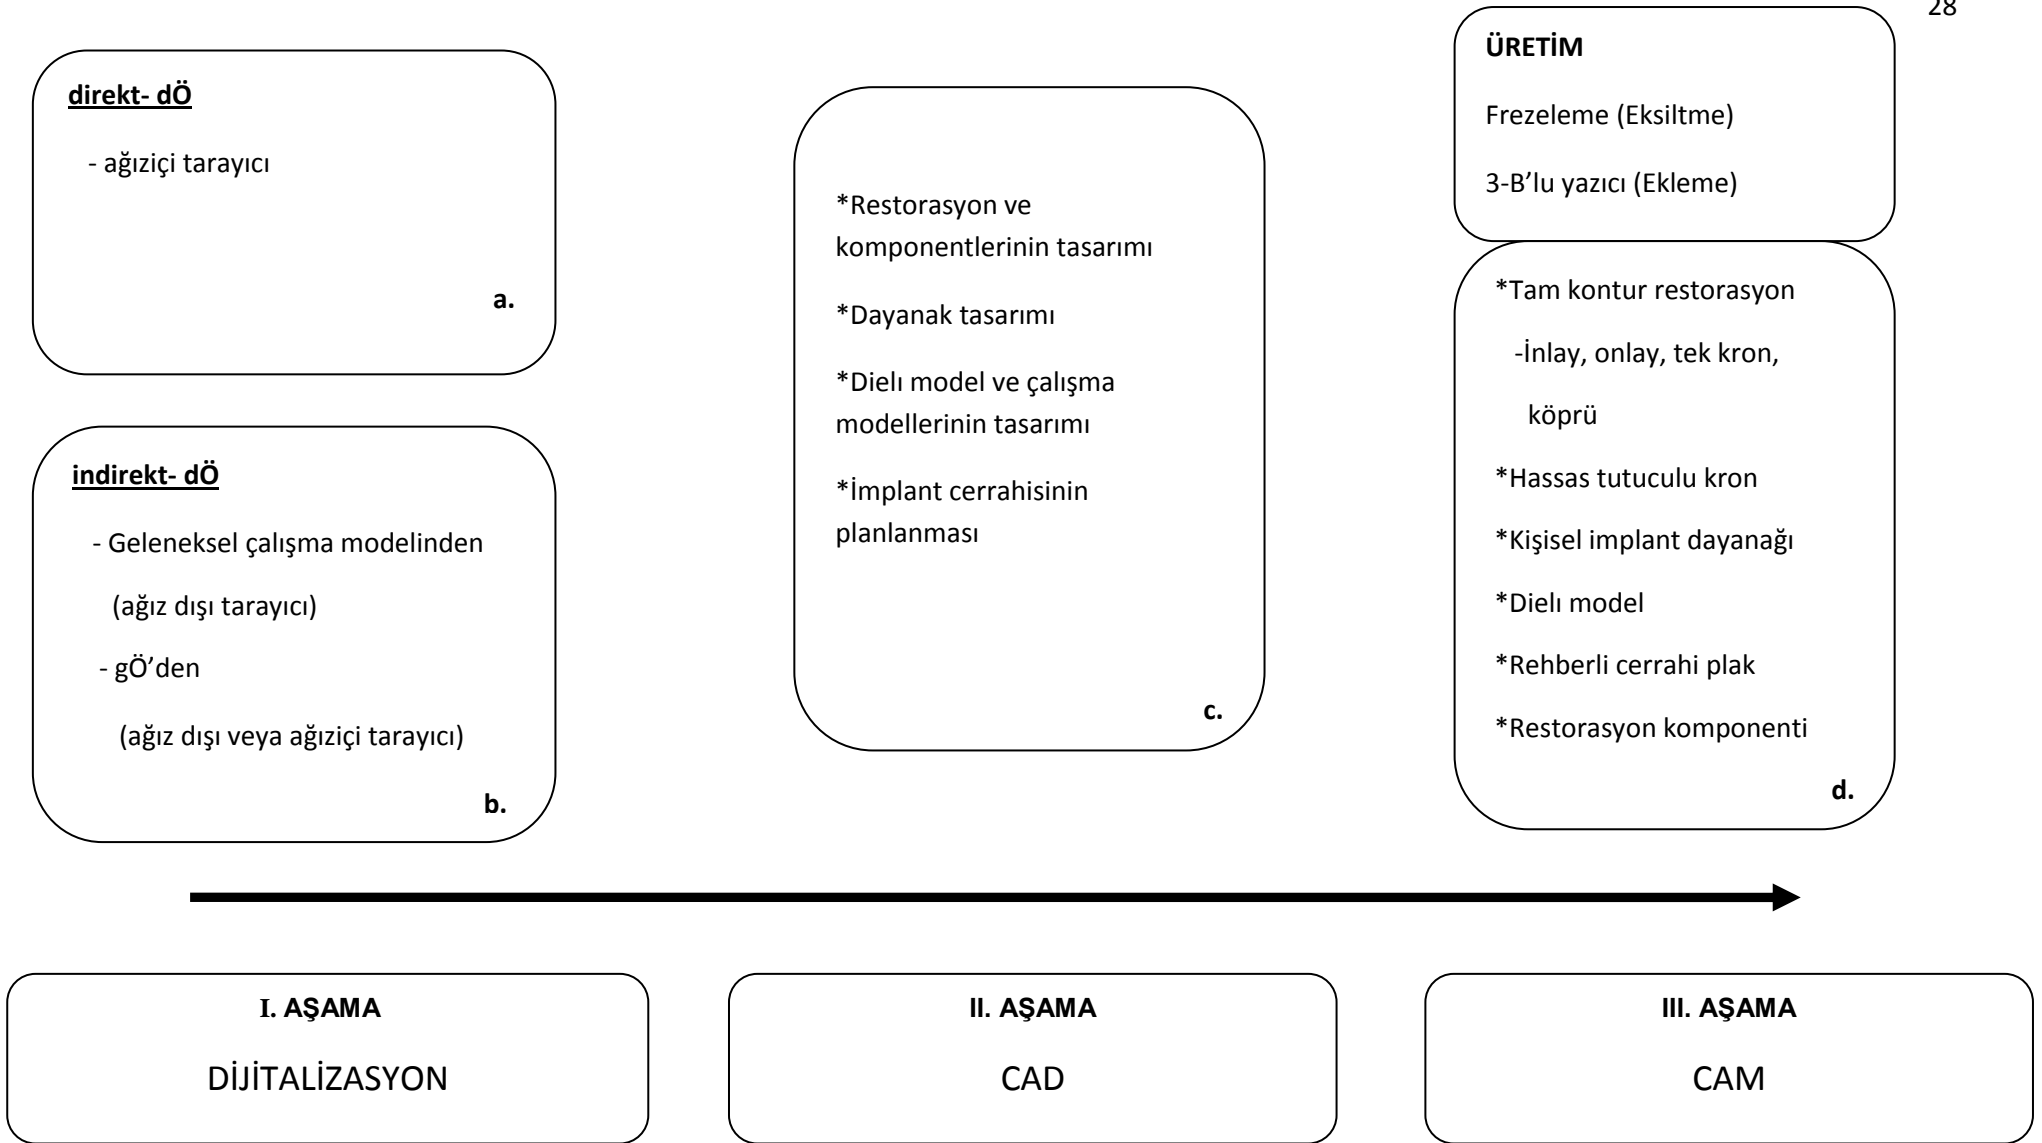 28
direkt- dÖ
- ağıziçi tarayıcı
a.
indirekt- dÖ
- Geleneksel çalışma modelinden
(ağız dışı tarayıcı)
- gÖ’den
(ağız dışı veya ağıziçi tarayıcı)
b.
*Restorasyon ve
komponentlerinin tasarımı
*Dayanak tasarımı
*Dielı model ve çalışma
modellerinin tasarımı
*İmplant cerrahisinin
planlanması
c.
ÜRETİM
Frezeleme (Eksiltme)
3-B’lu yazıcı (Ekleme)
*Tam kontur restorasyon
-İnlay, onlay, tek kron,
köprü
*Hassas tutuculu kron
*Kişisel implant dayanağı
*Dielı model
*Rehberli cerrahi plak
*Restorasyon komponenti
d.
I. AŞAMA
DİJİTALİZASYON
II. AŞAMA
CAD
III. AŞAMA
CAM